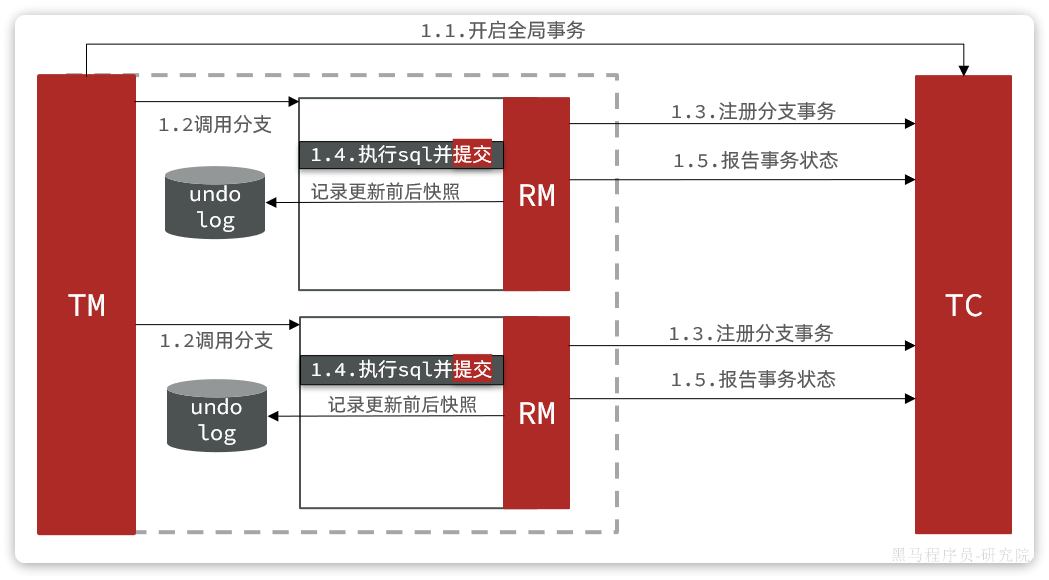 1.1.开启全局事务
1.2调用分支
1.3.注册分支事务
1.4.执行sql并提交
1.5.报告事务状态
undo
log
记录更新前后快照
RM
TM
TC
1.2调用分支
1.3.注册分支事务
1.4.执行sql并提交
1.5.报告事务状态
undo
log
记录更新前后快照
RM
黑马程序员-研究院